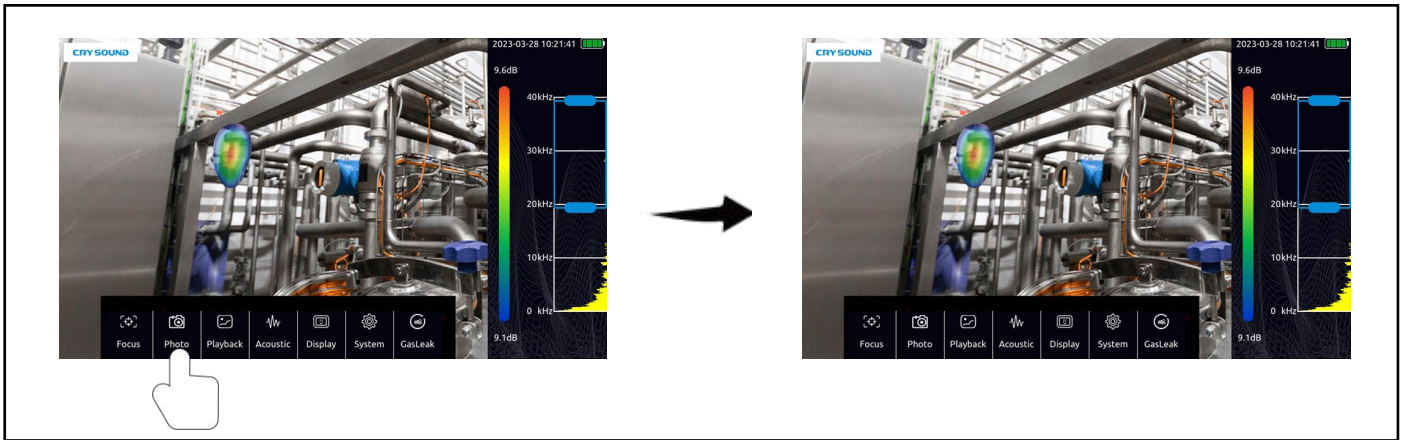 CRYSOUND
2023-03-28 10:21:41
9.6dB
40kHz
30kHz
20kHz
10kHz
0 kHz
9.1dB
Focus Photo Playback Acoustic Display System GasLeak
CRYSOUND
2023-03-28 10:21:41
9.6dB
40kHz
30kHz
20kHz
10kHz
0 kHz
9.1dB
Focus Photo Playback Acoustic Display System GasLeak